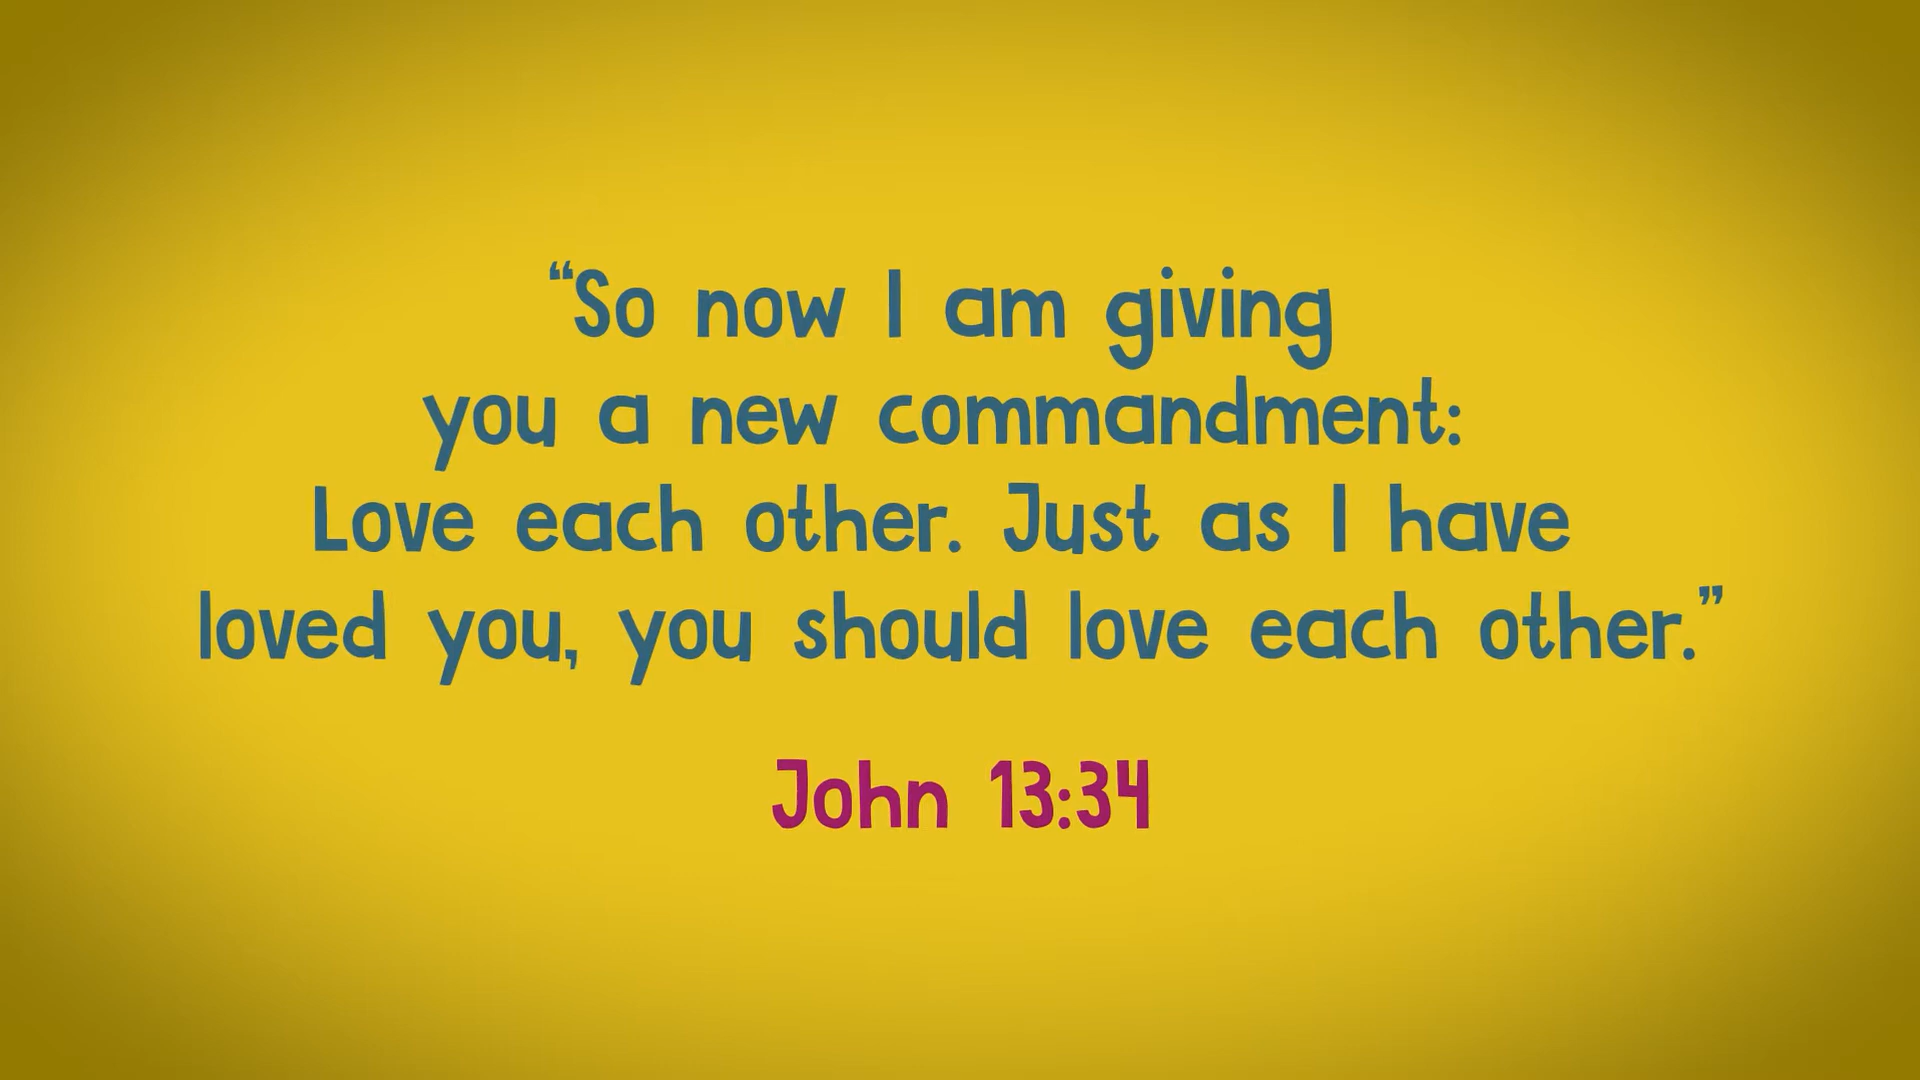 “So now I am giving
you a new commandment:
Love each other. Just as I have
loved you, you should love each other.”
John 13:34